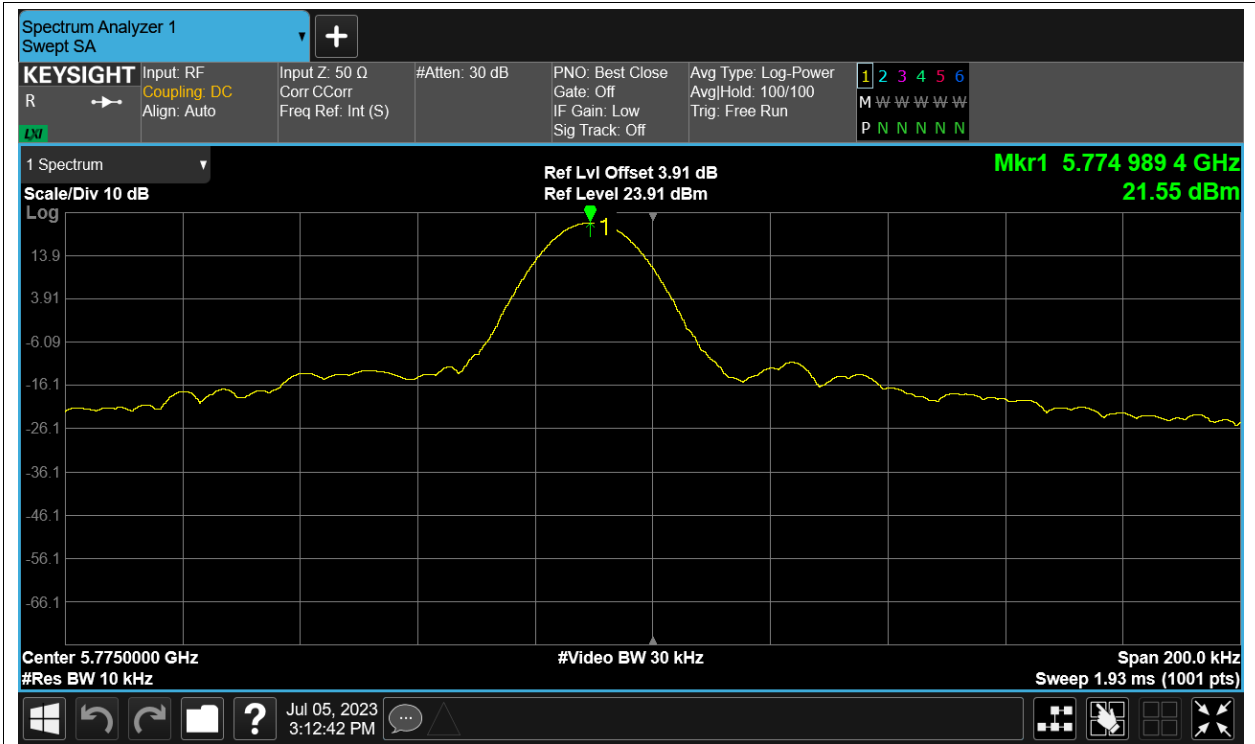 Spectrum Analyzer 1
Swept SA
KEYSIGHT
R
LXI
Input: RF
Coupling: DC
Align: Auto
Input Z: 50 Ω
Corr CCorr
Freq Ref: Int (S)
#Atten: 30 dB
PNO: Best Close
Gate: Off
IF Gain: Low
Sig Track: Off
Avg Type: Log-Power
Avg|Hold: 100/100
Trig: Free Run
1 2 3 4 5 6
M W W W W W
P N N N N N
1 Spectrum
Scale/Div 10 dB
Log
Ref Lvl Offset 3.91 dB
Ref Level 23.91 dBm
Mkr1 5.774 989 4 GHz
21.55 dBm
1
13.9
3.91
-6.09
-16.1
-26.1
-36.1
-46.1
-56.1
-66.1
Center 5.7750000 GHz
#Res BW 10 kHz
#Video BW 30 kHz
Span 200.0 kHz
Sweep 1.93 ms (1001 pts)
?
Jul 05, 2023
3:12:42 PM